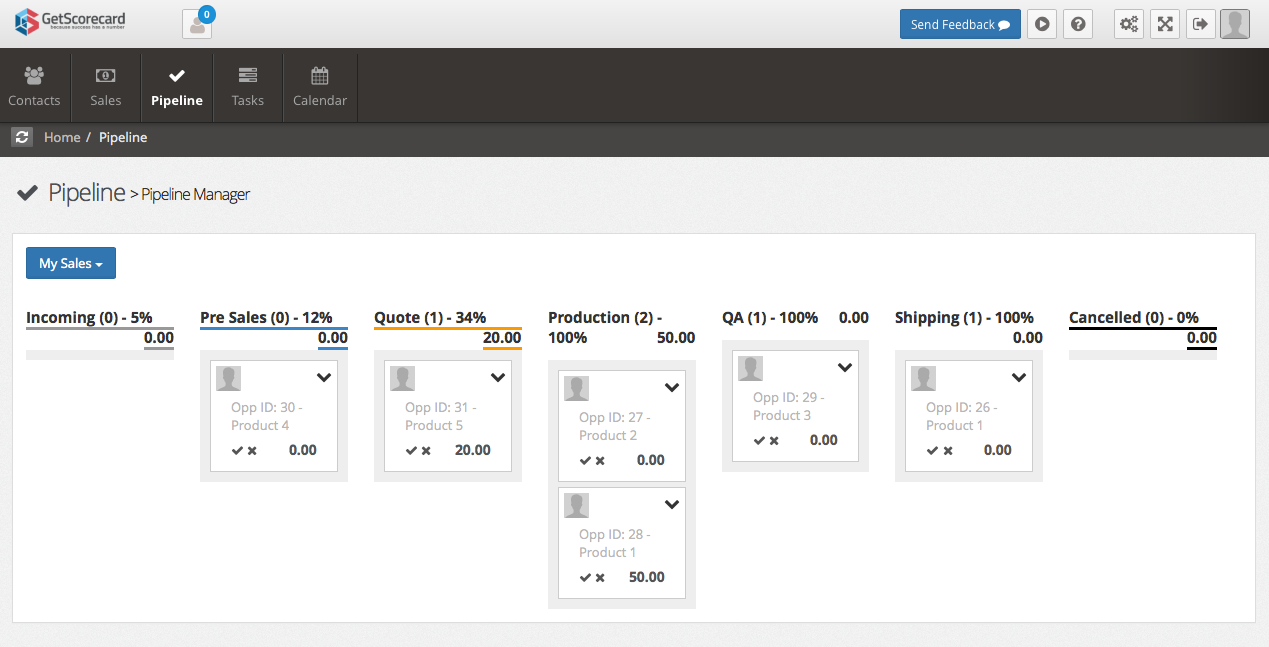 GetScorecard
because success has a number
0
Send Feedback
Contacts
Sales
Pipeline
Tasks
Calendar
Home / Pipeline
Pipeline > Pipeline Manager
My Sales
Incoming (0) - 5%
0.00
Pre Sales (0) - 12%
0.00
Opp ID: 30 -
Product 4
0.00
Quote (1) - 34%
20.00
Opp ID: 31 -
Product 5
20.00
Production (2) -
100% 50.00
Opp ID: 27 -
Product 2
0.00
Opp ID: 28 -
Product 1
50.00
QA (1) - 100% 0.00
Opp ID: 29 -
Product 3
0.00
Shipping (1) - 100%
0.00
Opp ID: 26 -
Product 1
0.00
Cancelled (0) - 0%
0.00